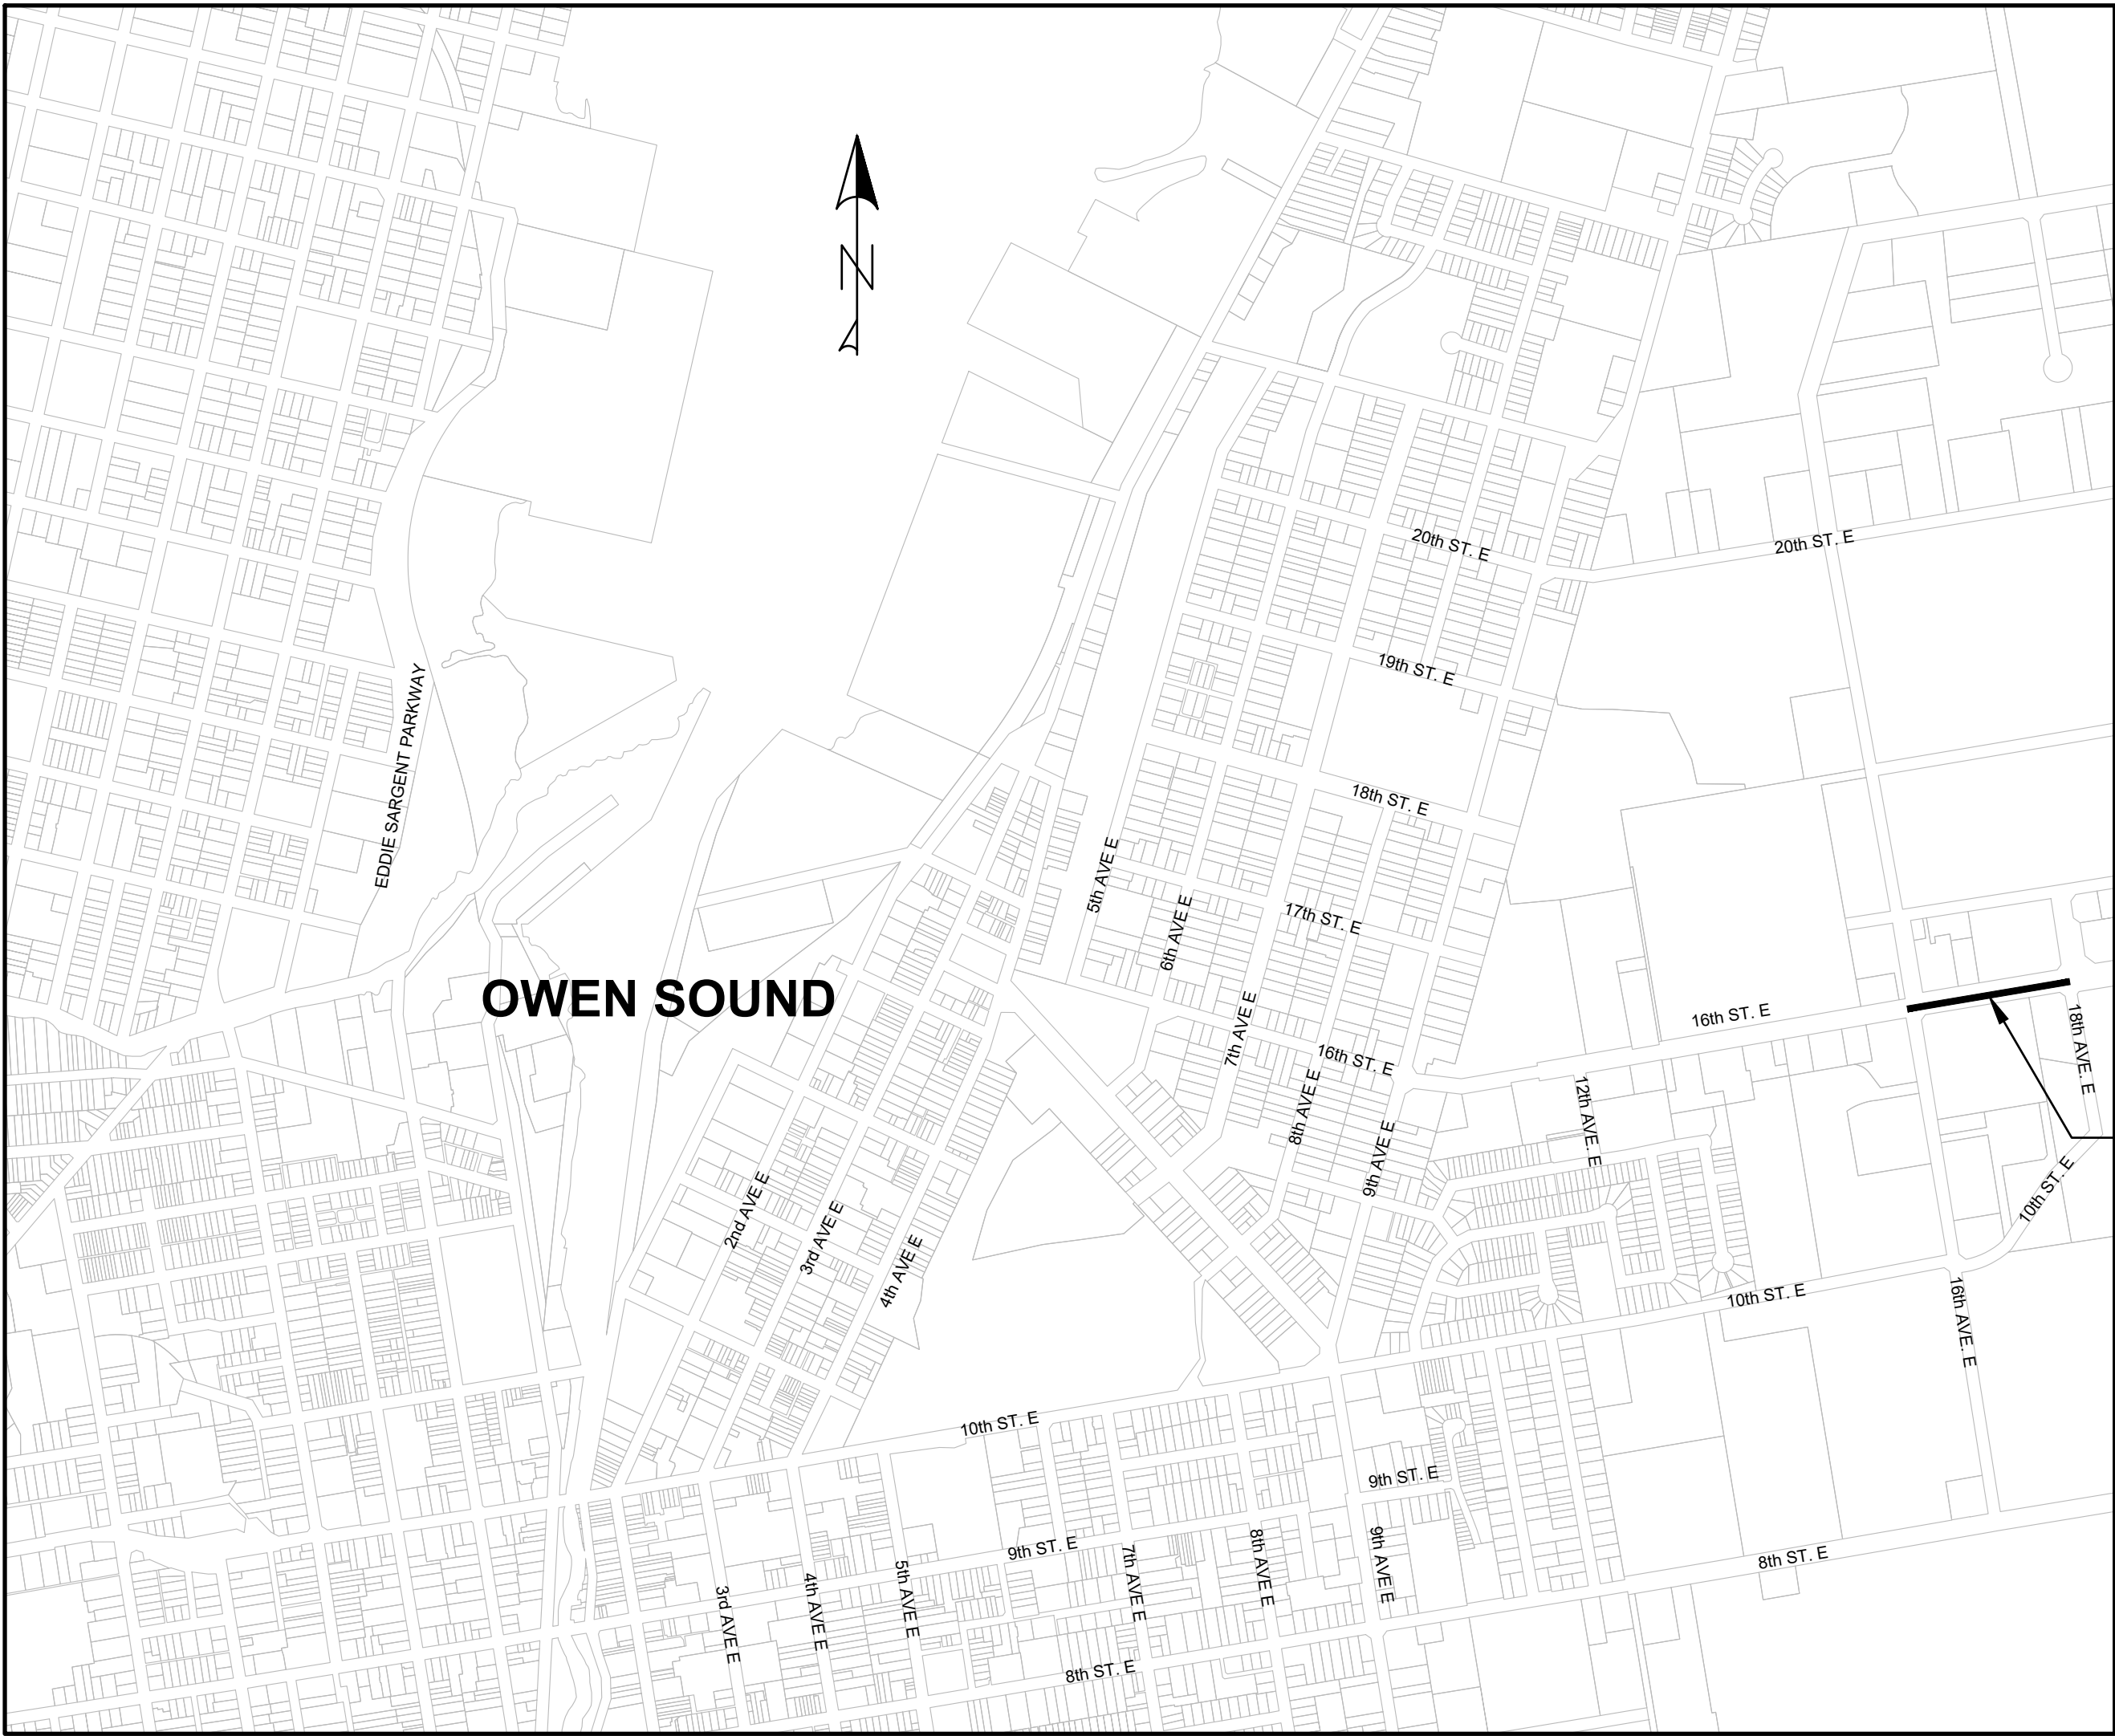 N
20th ST. E
20th ST. E
19th ST. E
EDDIE SARGENT PARKWAY
18th ST. E
5th AVE E
6th AVE E
17th ST. E
OWEN SOUND
7th AVE E
16th ST. E
16th ST. E
18th AVE. E
8th AVE E
12th AVE. E
9th AVE E
2nd AVE E
3rd AVE E
4th AVE E
10th ST. E
10th ST. E
16th AVE. E
10th ST. E
9th ST. E
9th ST. E
8th ST. E
3rd AVE E
4th AVE E
5th AVE E
7th AVE E
8th AVE E
9th AVE E
8th ST. E